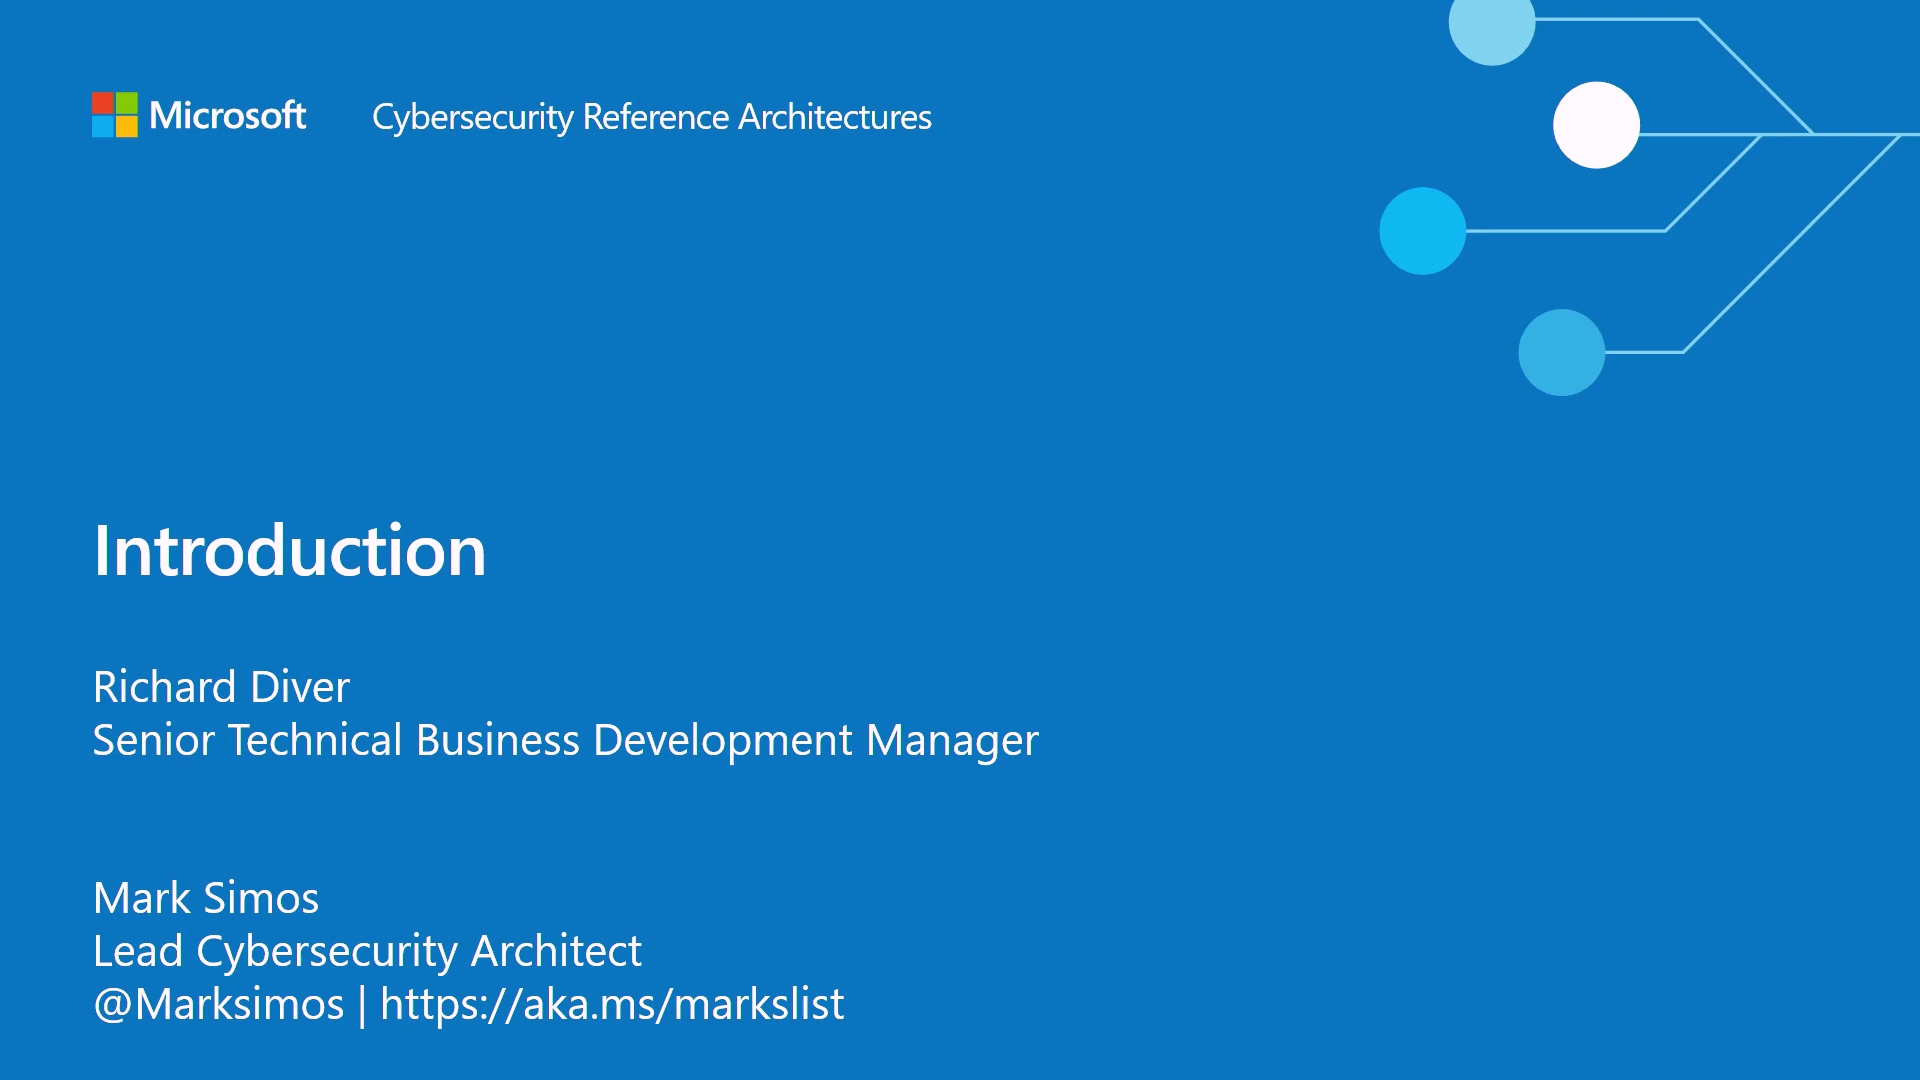 Microsoft Cybersecurity Reference Architectures
Introduction
Richard Diver
Senior Technical Business Development Manager
Mark Simos
Lead Cybersecurity Architect
@Marksimos | https://aka.ms/markslist